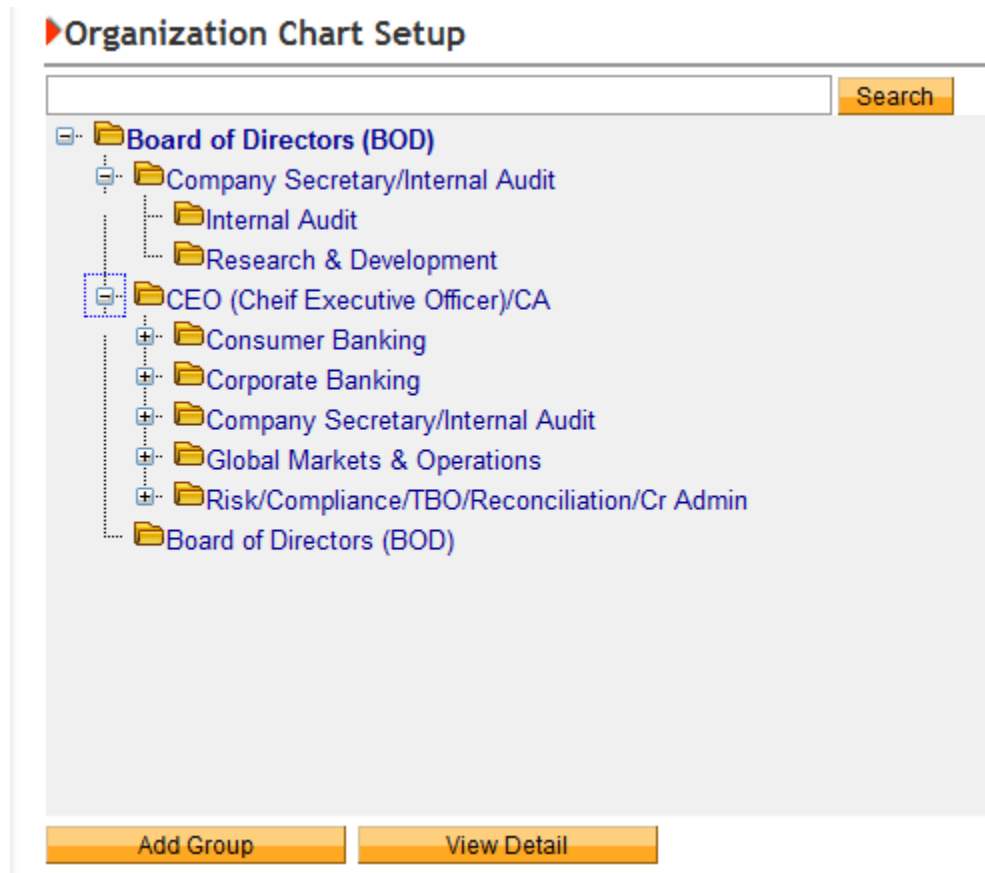 Organization Chart Setup
Search
Board of Directors (BOD)
Company Secretary/Internal Audit
Internal Audit
Research & Development
CEO (Cheif Executive Officer)/CA
Consumer Banking
Corporate Banking
Company Secretary/Internal Audit
Global Markets & Operations
Risk/Compliance/TBO/Reconciliation/Cr Admin
Board of Directors (BOD)
Add Group View Detail